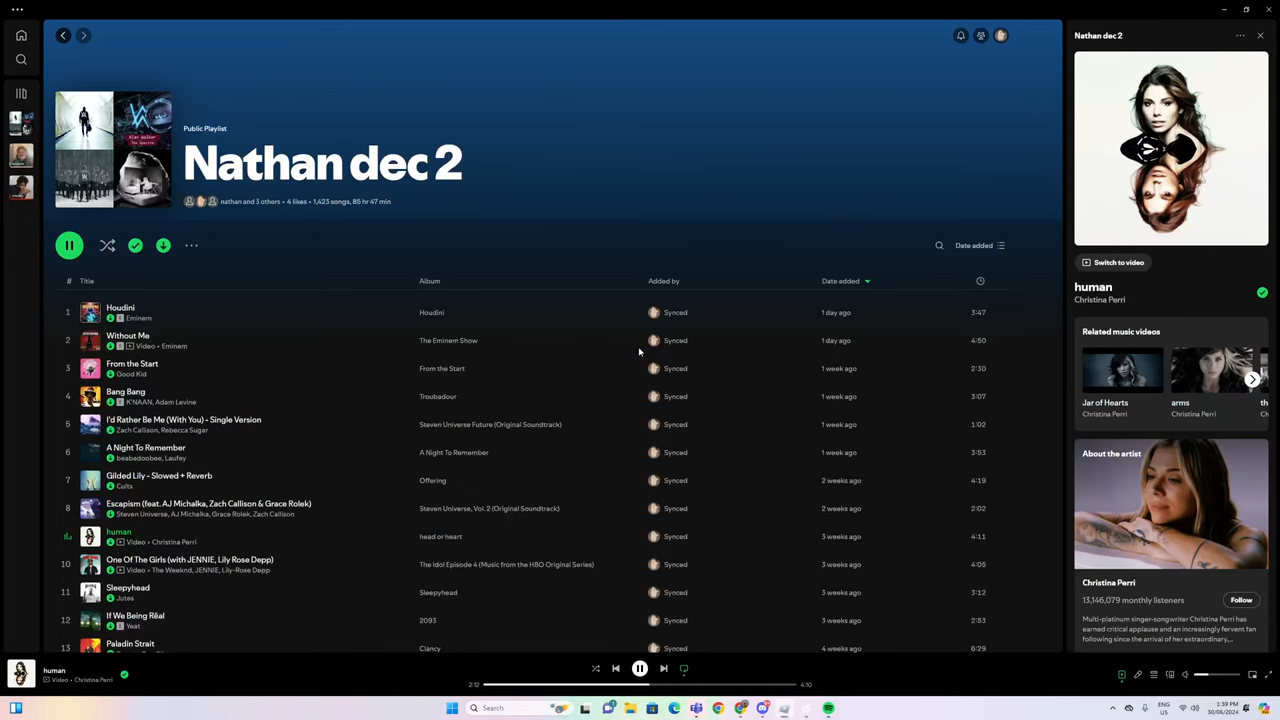 Nathan dec 2
Public Playlist
Nathan dec 2
nathan and 3 others • 4 likes • 1,423 songs, 85 hr 47 min
Date added
# Title Album Added by Date added
1 Houdini Houdini Synced 1 day ago 3:47
E Eminem
2 Without Me The Eminem Show Synced 1 day ago 4:50
E Video • Eminem
3 From the Start From the Start Synced 1 week ago 2:30
Good Kid
4 Bang Bang Troubadour Synced 1 week ago 3:07
E K'NAAN, Adam Levine
5 I'd Rather Be Me (With You) - Single Version Steven Universe Future (Original Soundtrack) Synced 1 week ago 1:02
Zach Callison, Rebecca Sugar
6 A Night To Remember A Night To Remember Synced 1 week ago 3:53
beabadoobee, Laufey
7 Gilded Lily - Slowed + Reverb Offering Synced 2 weeks ago 4:19
Cults
8 Escapism (feat. AJ Michalka, Zach Callison & Grace Rolek) Steven Universe, Vol. 2 (Original Soundtrack) Synced 2 weeks ago 2:02
Steven Universe, AJ Michalka, Grace Rolek, Zach Callison
human head or heart Synced 3 weeks ago 4:11
Video • Christina Perri
10 One Of The Girls (with JENNIE, Lily Rose Depp) The Idol Episode 4 (Music from the HBO Original Series) Synced 3 weeks ago 4:05
Video • The Weeknd, JENNIE, Lily-Rose Depp
11 Sleepyhead Sleepyhead Synced 3 weeks ago 3:12
Jutes
12 If We Being Rëal 2093 Synced 3 weeks ago 2:53
E Yeat
13 Paladin Strait Clancy Synced 4 weeks ago 6:29
Switch to video
human
Christina Perri
Related music videos
Jar of Hearts arms th
Christina Perri Christina Perri Ch
About the artist
Christina Perri
13,146,079 monthly listeners Follow
Multi-platinum singer-songwriter Christina Perri has
earned critical applause and an increasingly fervent fan
following since the arrival of her extraordinary,...
human
Video • Christina Perri
2:12 4:10
Search
ENG
US
1:39 PM
30/06/2024